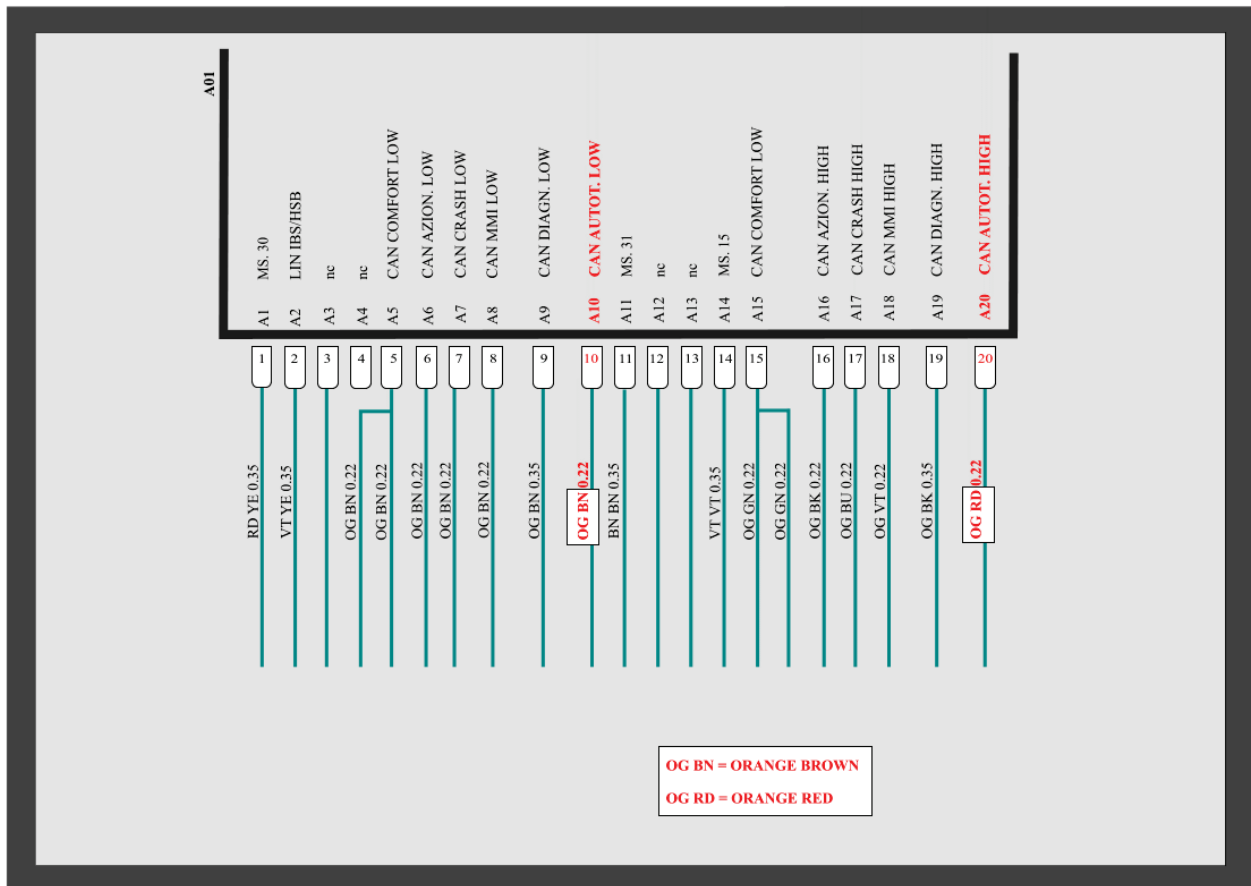 A01
A1 MS. 30
A2 LIN IBS/HSB
A3 nc
A4 nc
A5 CAN COMFORT LOW
A6 CAN AZION. LOW
A7 CAN CRASH LOW
A8 CAN MMI LOW
A9 CAN DIAGN. LOW
A10 CAN AUTOT. LOW
A11 MS. 31
A12 nc
A13 nc
A14 MS. 15
A15 CAN COMFORT LOW
A16 CAN AZION. HIGH
A17 CAN CRASH HIGH
A18 CAN MMI HIGH
A19 CAN DIAGN. HIGH
A20 CAN AUTOT. HIGH
1
2
3
4
5
6
7
8
9
10
11
12
13
14
15
16
17
18
19
20
RD YE 0.35
VT YE 0.35
OG BN 0.22
OG BN 0.22
OG BN 0.22
OG BN 0.22
OG BN 0.22
OG BN 0.35
OG BN 0.22
BN BN 0.35
VT VT 0.35
OG GN 0.22
OG GN 0.22
OG BK 0.22
OG BU 0.22
OG VT 0.22
OG BK 0.35
OG RD 0.22
OG BN = ORANGE BROWN
OG RD = ORANGE RED